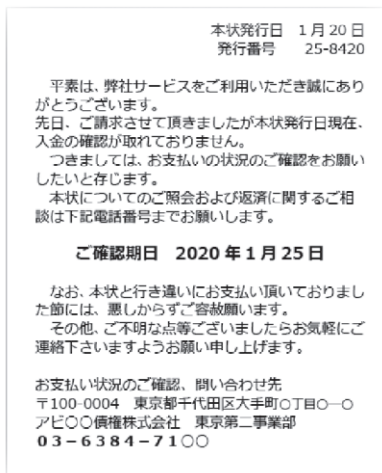 本状発行日　1月20日
発行番号　　25-8420
　平素は、弊社サービスをご利用いただき誠にあり
がとうございます。
先日、ご請求させて頂きましたが本状発行日現在、
入金の確認が取れておりません。
　つきましては、お支払いの状況のご確認をお願い
したいと存じます。
　本状についてのご照会および返済に関するご相
談は下記電話番号までお願いします。
ご確認期日　2020年1月25日
　なお、本状と行き違いにお支払い頂いておりまし
た節には、悪しからずご容赦願います。
　その他、ご不明な点等ございましたらお気軽にご
連絡下さいますようお願い申し上げます。
お支払い状況のご確認、問い合わせ先
〒100-0004　東京都千代田区大手町○丁目○―○
アビ○○債権株式会社　東京第二事業部
０３－６３８４－７１○○